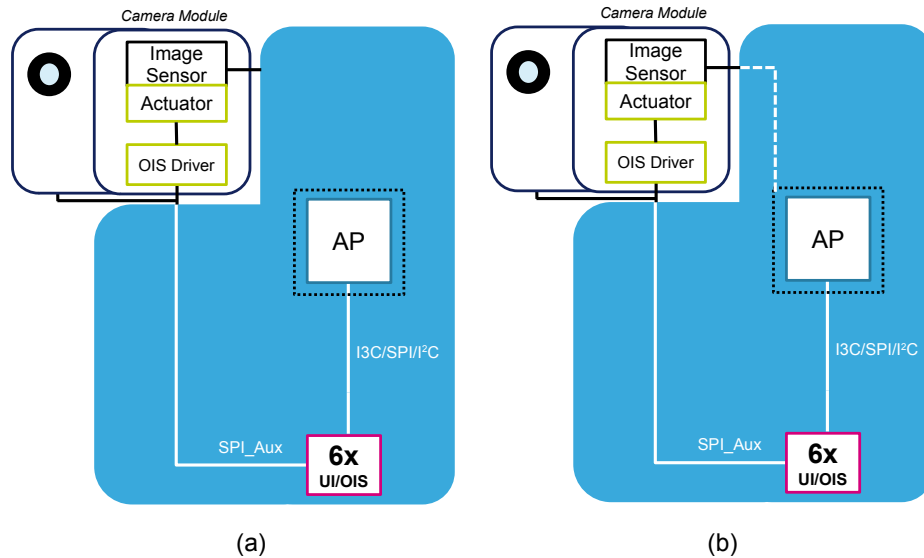 Camera Module
Image
Sensor
Actuator
OIS Driver
AP
I3C/SPI/I²C
SPI_Aux
6x
UI/OIS
(a)
Camera Module
Image
Sensor
Actuator
OIS Driver
AP
I3C/SPI/I²C
SPI_Aux
6x
UI/OIS
(b)